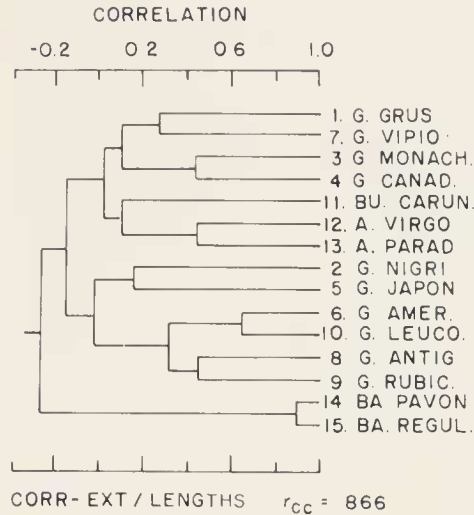 CORRELATION
-0.2 0 2 0 6 1.0
1. G. GRUS
7. G. VIPIO
3 G MONACH.
4 G CANAD.
11. BU. CARUN.
12. A. VIRGO
13. A. PARAD
2 G. NIGRI
5 G. JAPON
6. G AMER.
10. G. LEUCO.
8 G. ANTIG
9 G. RUBIC.
14 BA PAVON
15. BA. REGUL.
CORR-EXT / LENGTHS rcc = 866